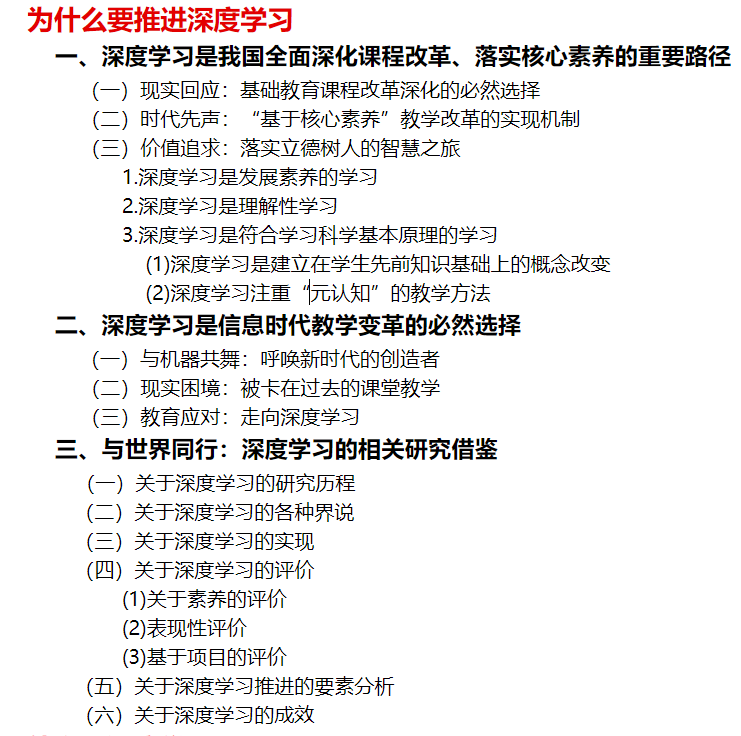 为什么要推进深度学习
一、深度学习是我国全面深化课程改革、落实核心素养的重要路径
（一）现实回应：基础教育课程改革深化的必然选择
（二）时代先声：“基于核心素养”教学改革的实现机制
（三）价值追求：落实立德树人的智慧之旅
1.深度学习是发展素养的学习
2.深度学习是理解性学习
3.深度学习是符合学习科学基本原理的学习
(1)深度学习是建立在学生先前知识基础上的概念改变
(2)深度学习注重“元认知”的教学方法
二、深度学习是信息时代教学变革的必然选择
（一）与机器共舞：呼唤新时代的创造者
（二）现实困境：被卡在过去的课堂教学
（三）教育应对：走向深度学习
三、与世界同行：深度学习的相关研究借鉴
（一）关于深度学习的研究历程
（二）关于深度学习的各种界说
（三）关于深度学习的实现
（四）关于深度学习的评价
(1)关于素养的评价
(2)表现性评价
(3)基于项目的评价
（五）关于深度学习推进的要素分析
（六）关于深度学习的成效